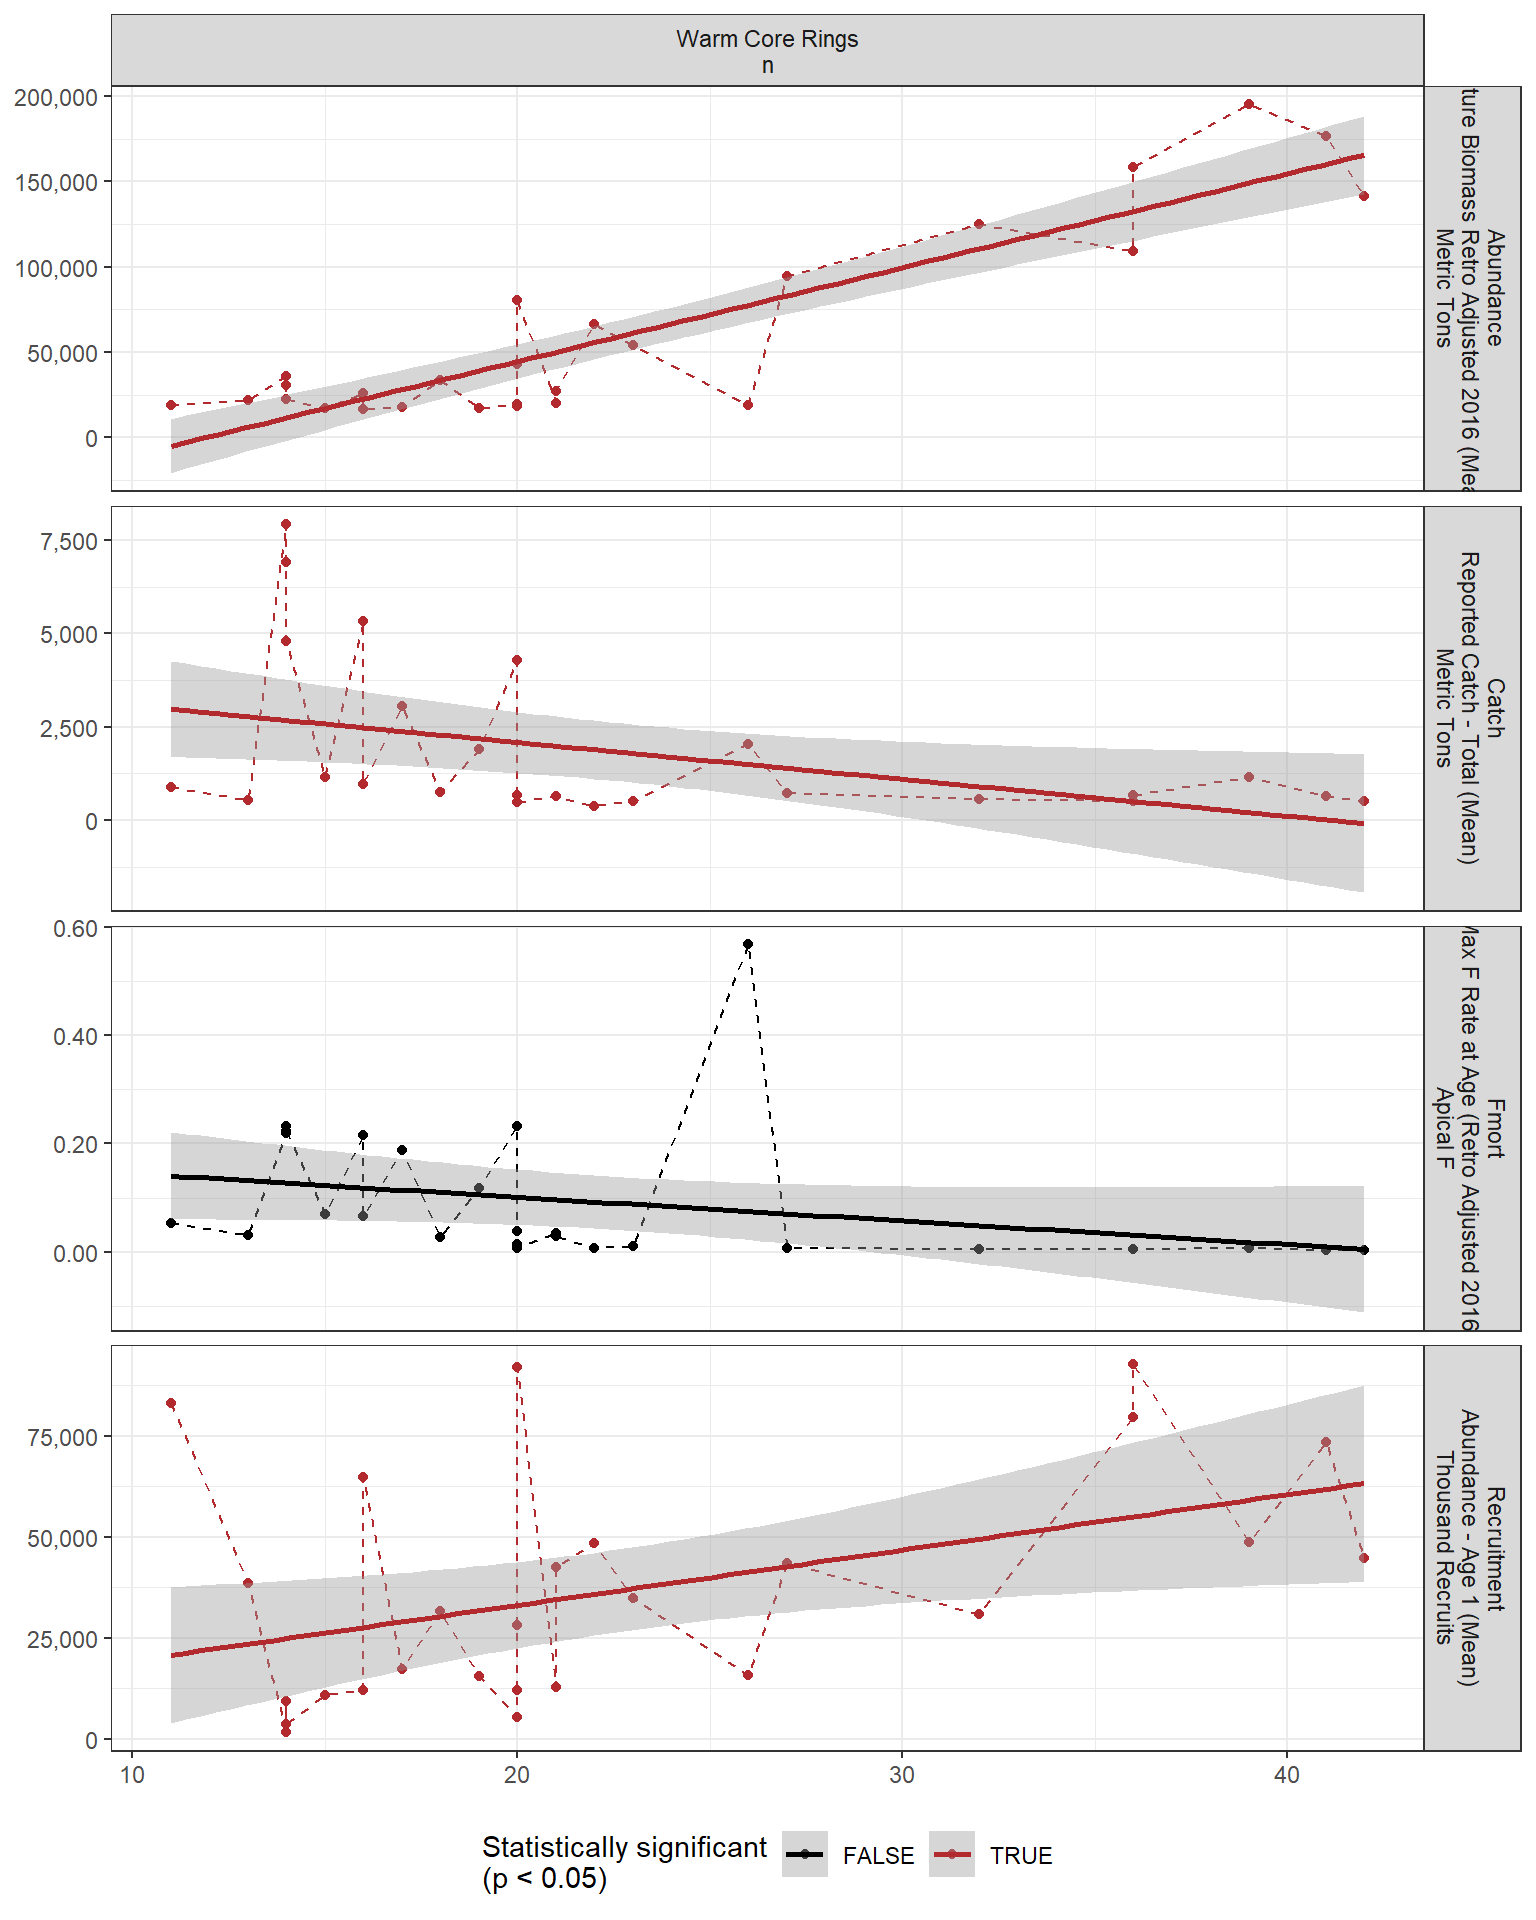 Warm Core Rings
n
200,000
150,000
100,000
50,000
0
Abundance
Biomass Retro Adjusted 2016
Metric Tons
7,500
5,000
2,500
0
Catch
Reported Catch - Total (Mean)
Metric Tons
0.60
0.40
0.20
0.00
Fmort
F Rate at Age (Retro Adjusted 2016
Apical F
75,000
50,000
25,000
0
Recruitment
Abundance - Age 1 (Mean)
Thousand Recruits
10
20
30
40
Statistically significant
(p < 0.05)
FALSE
TRUE